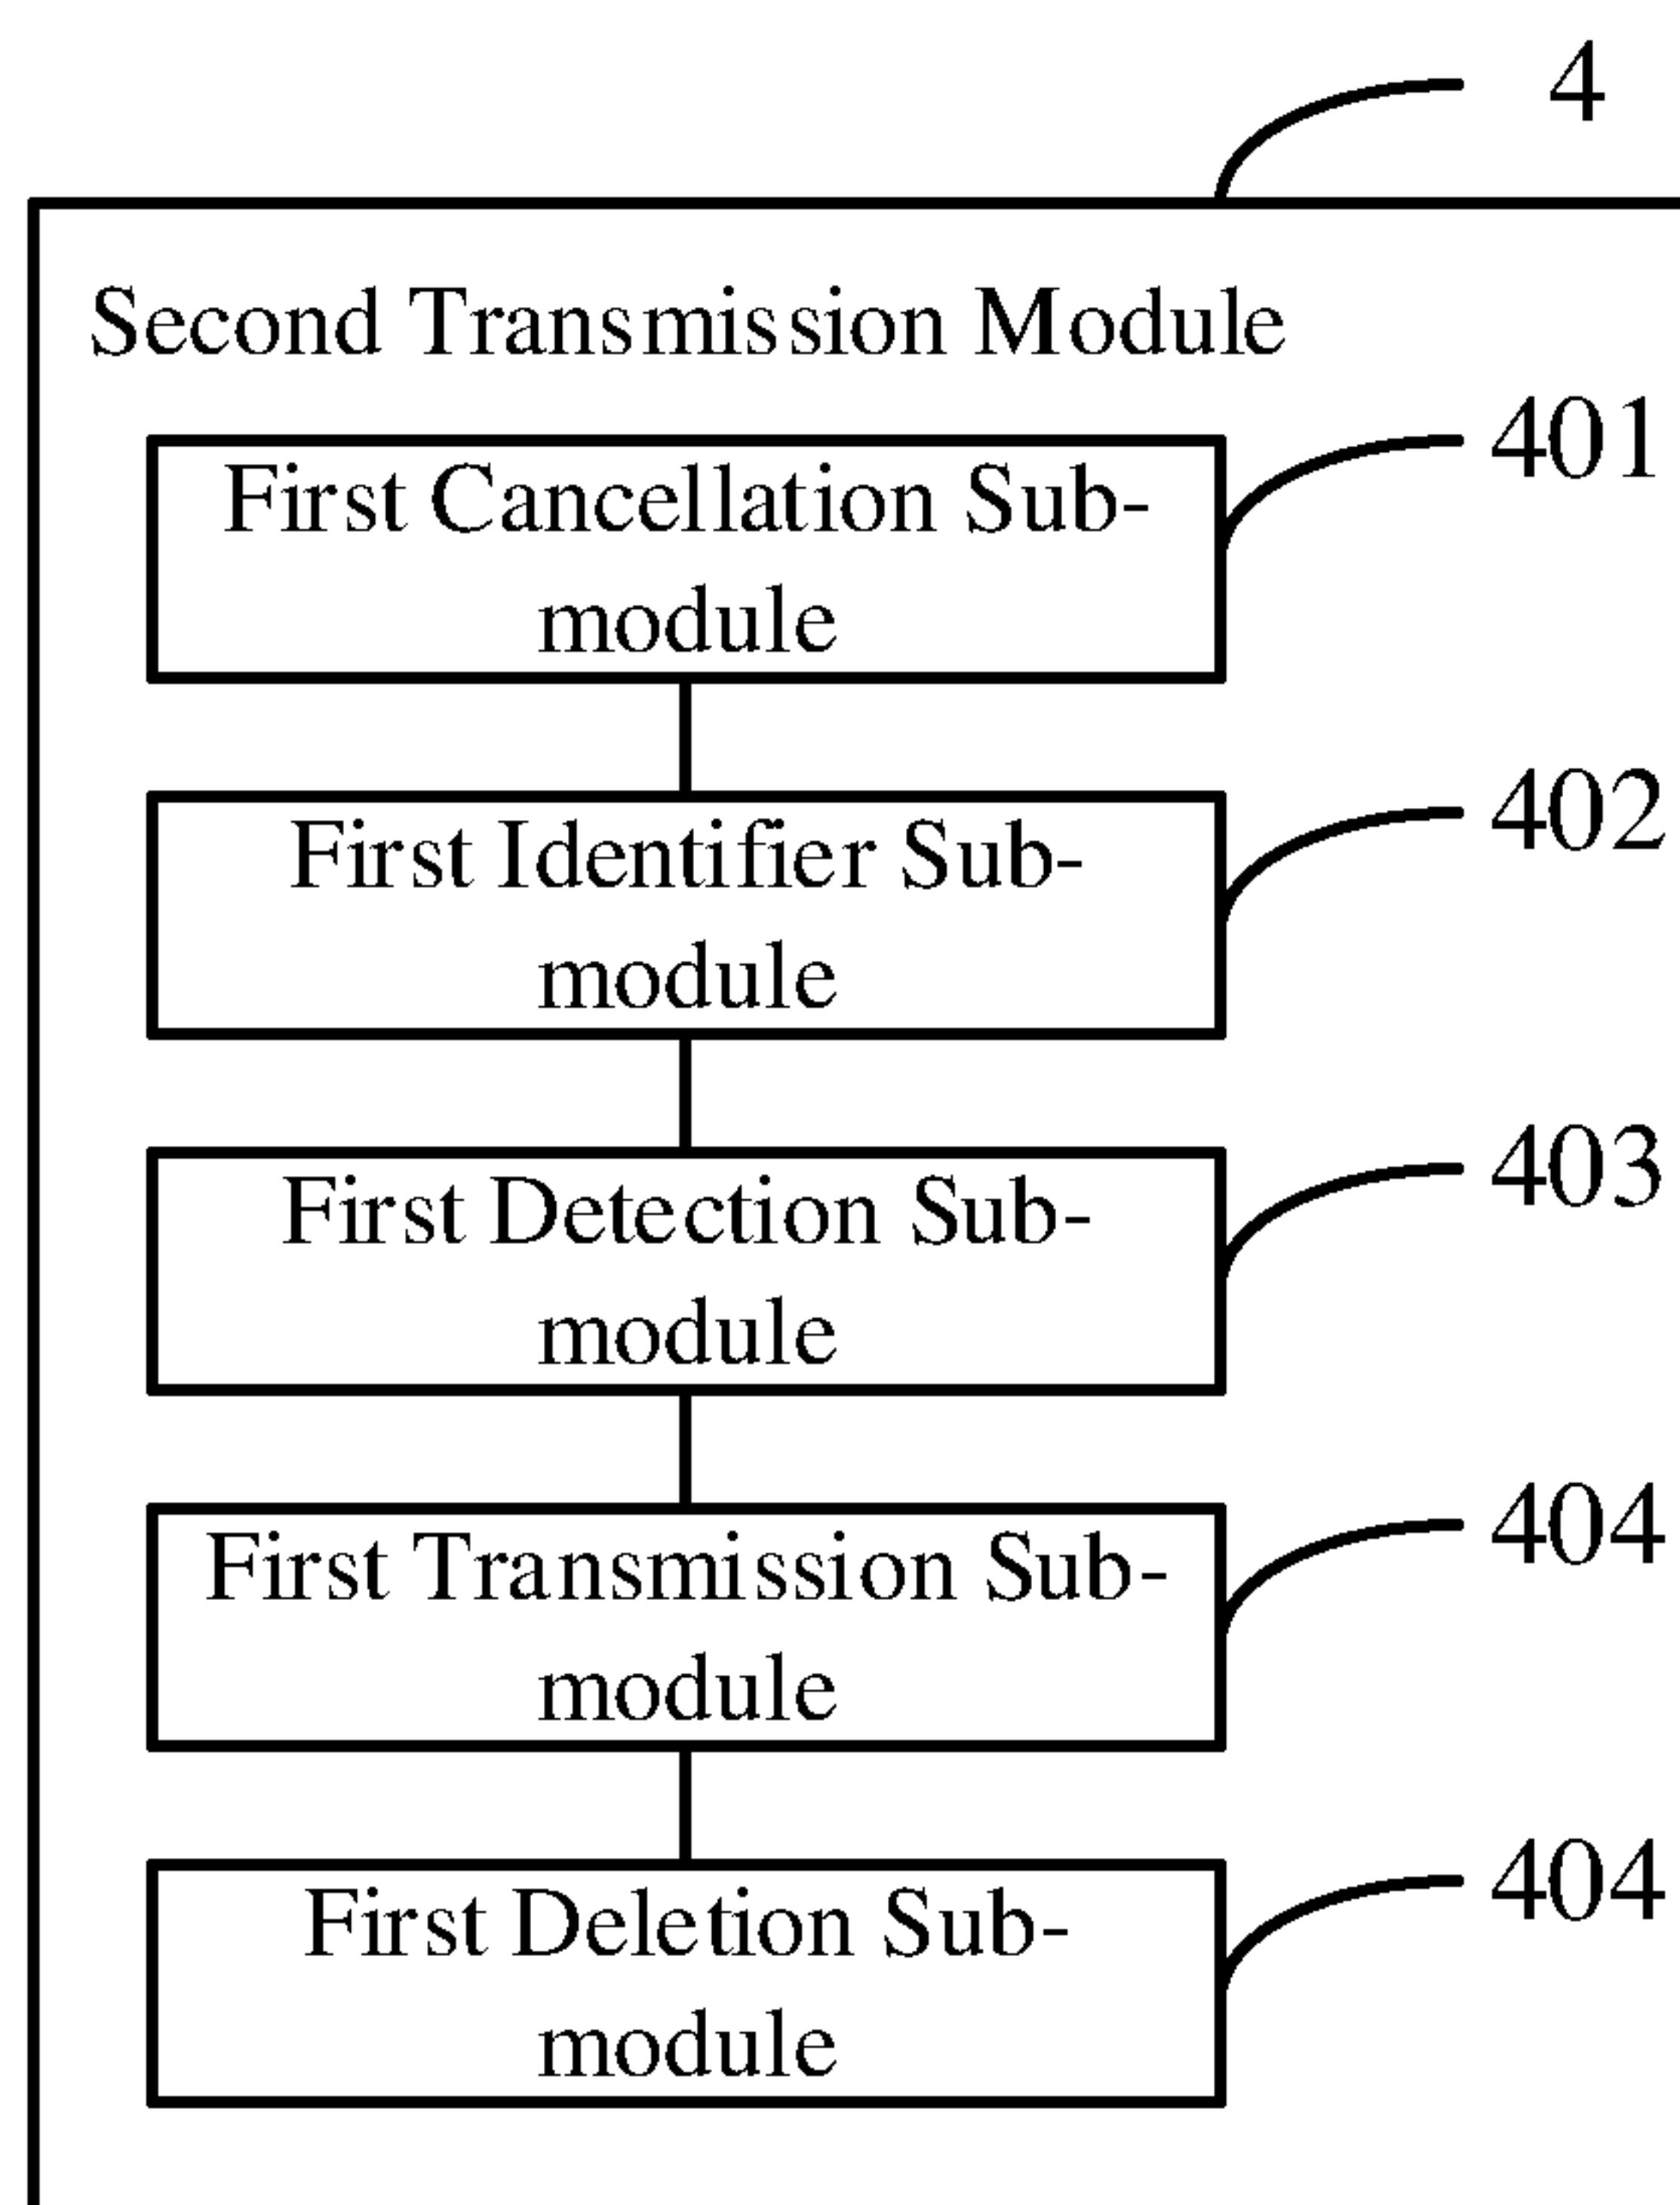 4
Second Transmission Module
401
First Cancellation Sub-
module
402
First Identifier Sub-
module
403
First Detection Sub-
module
404
First Transmission Sub-
module
404
First Deletion Sub-
module